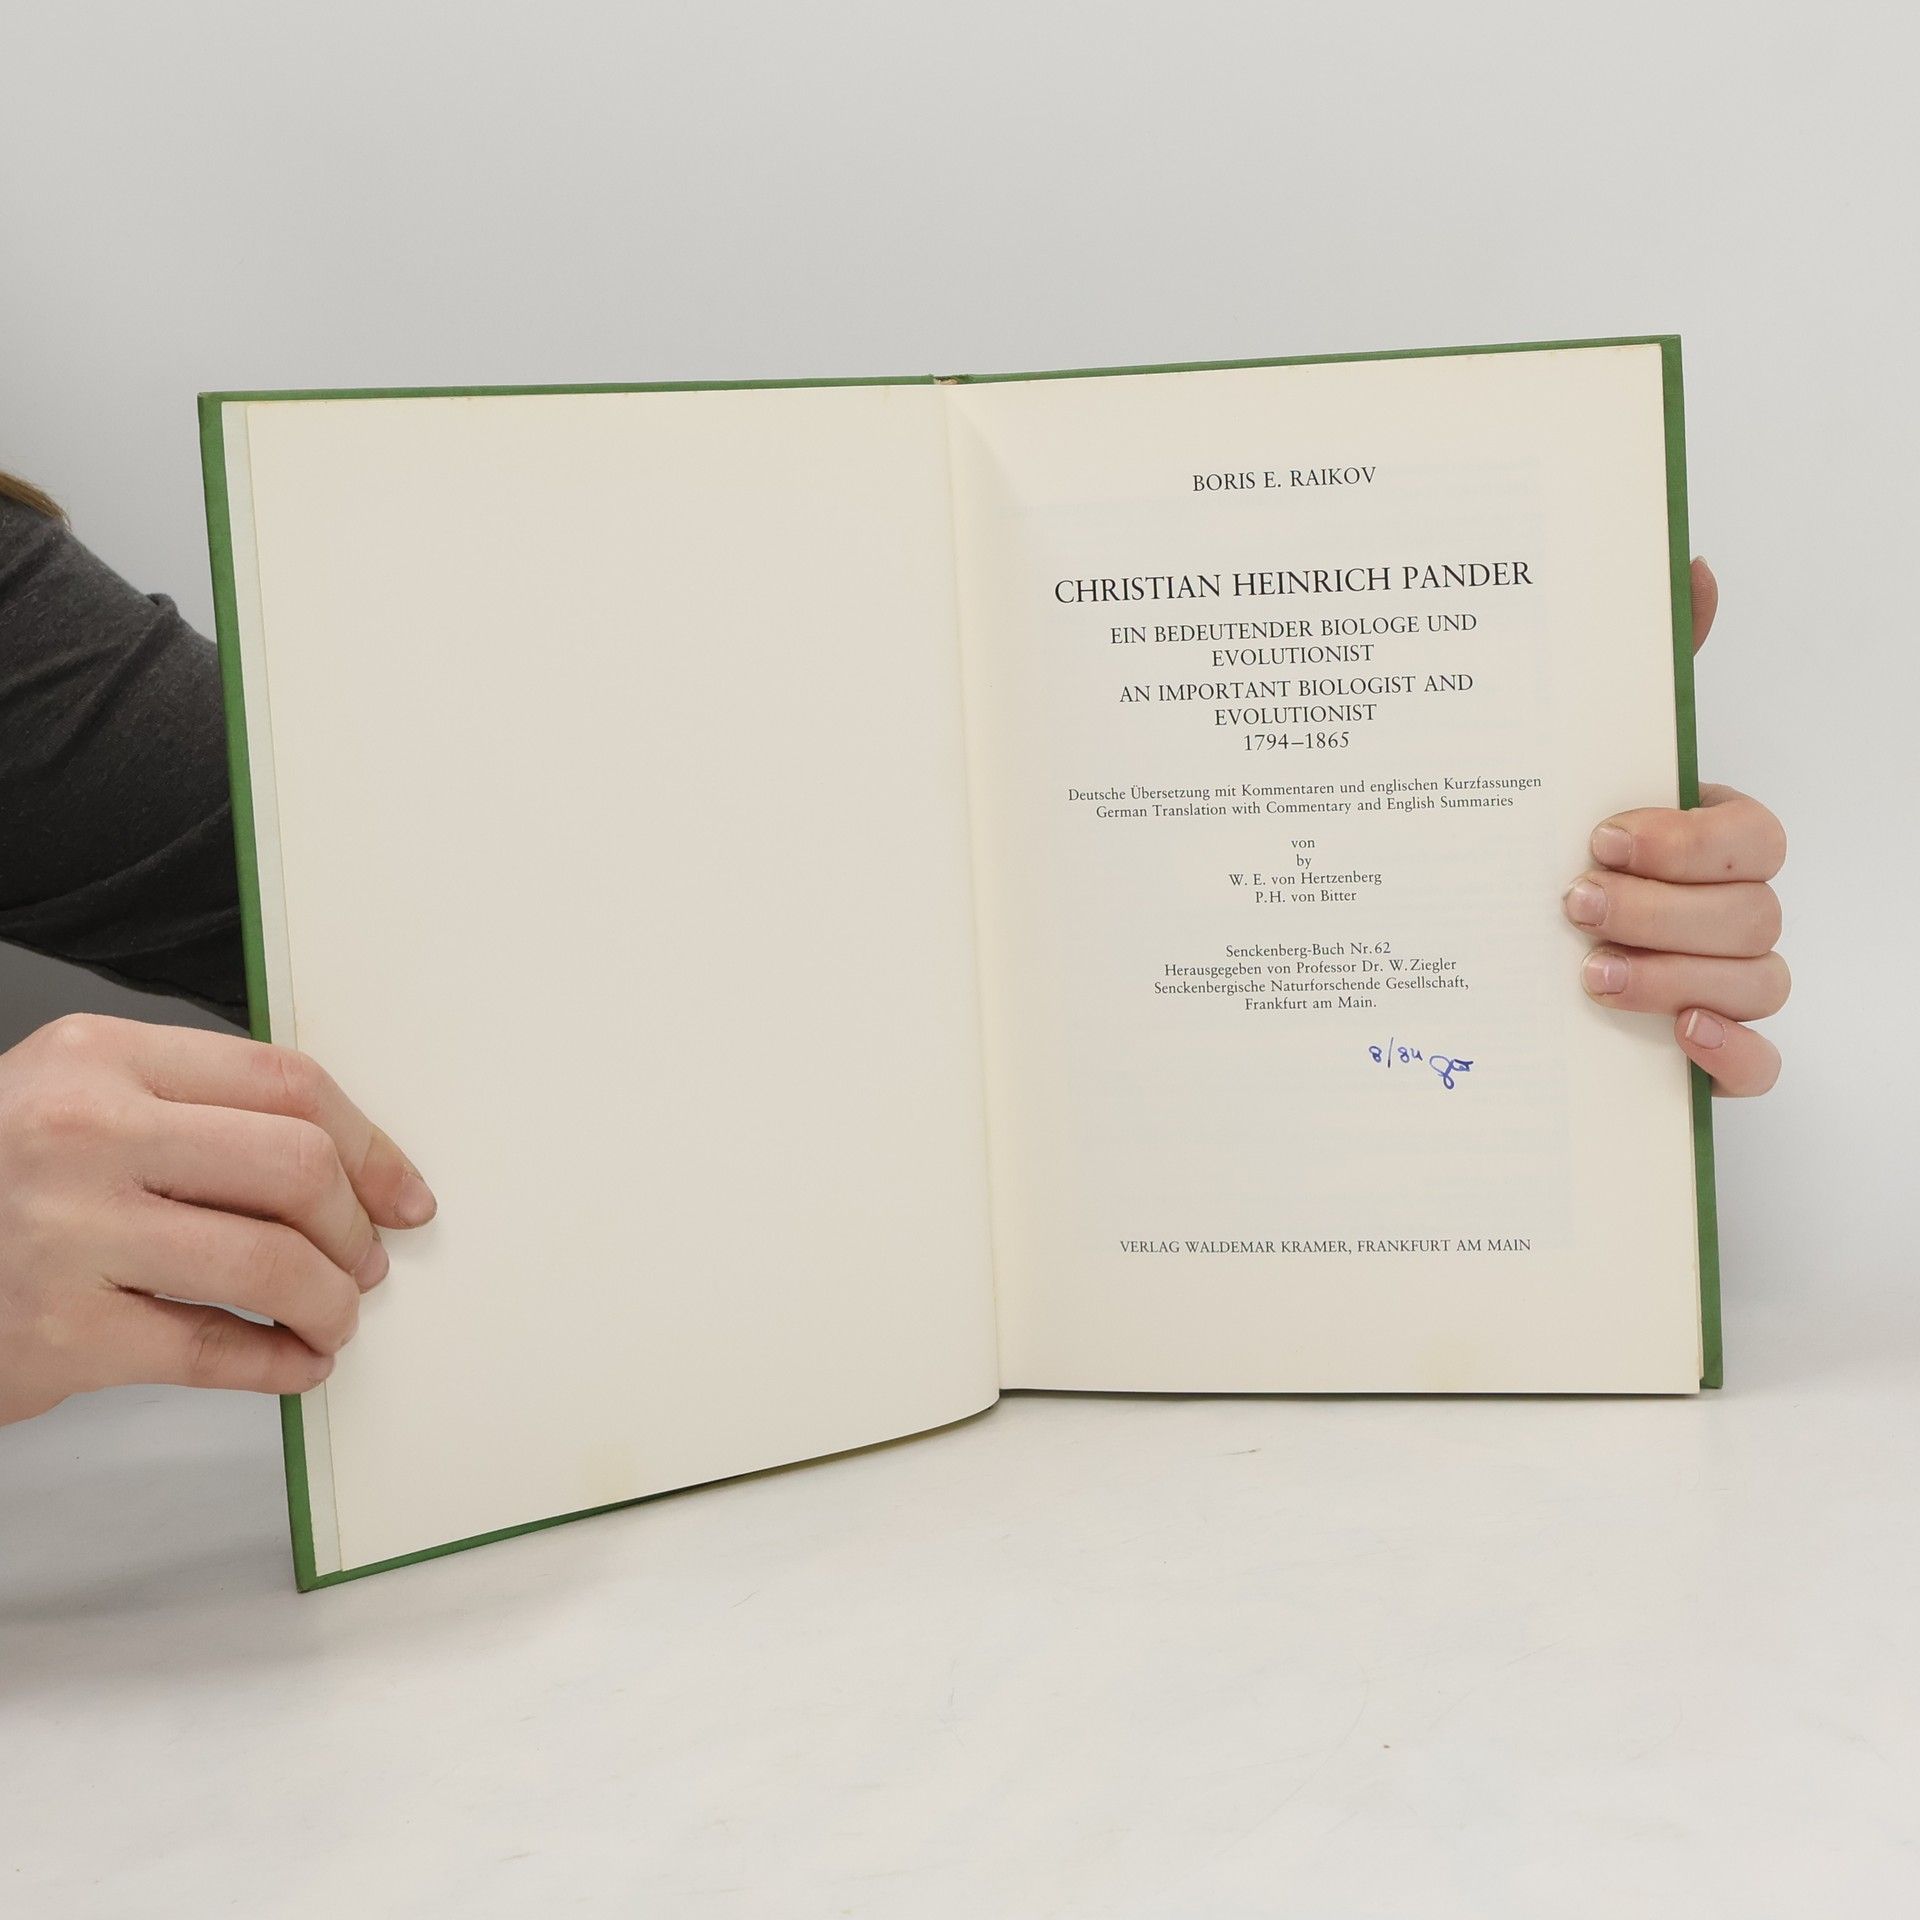 BORIS E. RAIKOV
CHRISTIAN HEINRICH PANDER
EIN BEDEUTENDER BIOLOGE UND
EVOLUTIONIST
AN IMPORTANT BIOLOGIST AND
EVOLUTIONIST
1794–1865
Deutsche Übersetzung mit Kommentaren und englischen Kurzfassungen
German Translation with Commentary and English Summaries
von
by
W. E. von Hertzenberg
P. H. von Bitter
Senckenberg-Buch Nr. 62
Herausgegeben von Professor Dr. W. Ziegler
Senckenbergische Naturforschende Gesellschaft,
Frankfurt am Main.
8/84
VERLAG WALDEMAR KRAMER, FRANKFURT AM MAIN